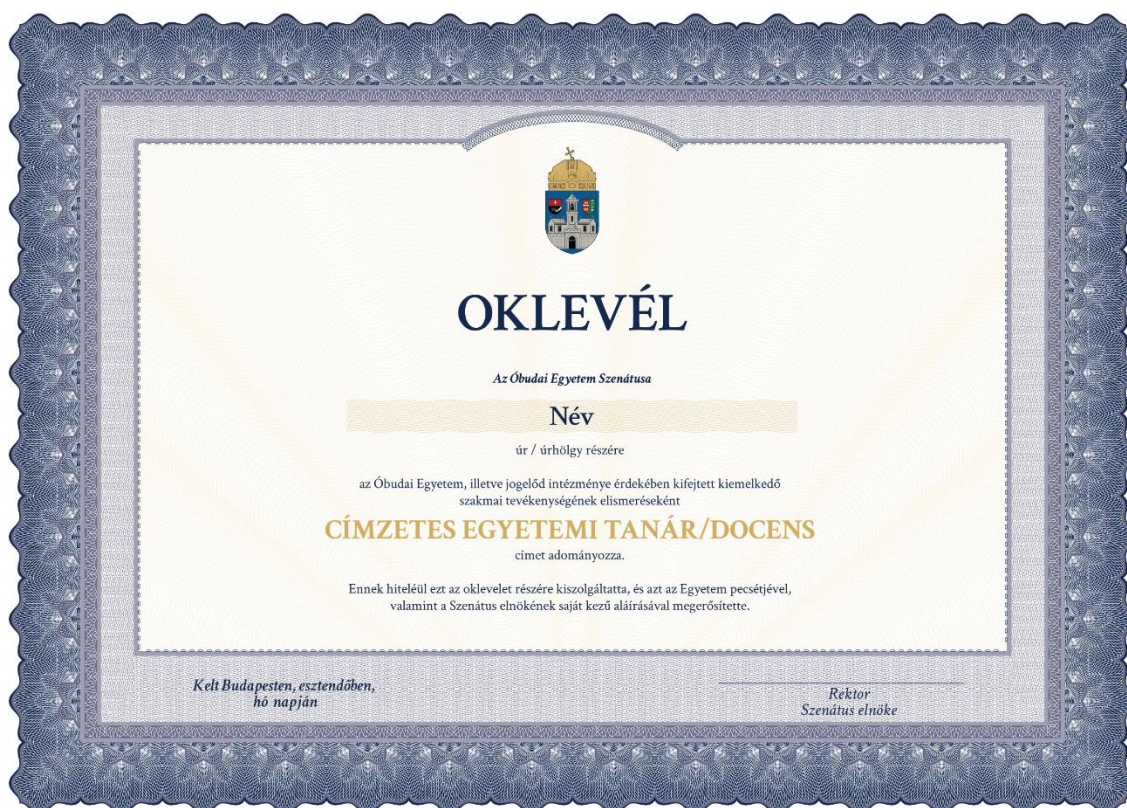 OKLEVÉL
Az Óbudai Egyetem Szenátusa
Név
úr / úrhölgy részére
az Óbudai Egyetem, illetve jogelőd intézménye érdekében kifejtett kiemelkedő
szakmai tevékenységének elismeréseként
CÍMZETES EGYETEMI TANÁR/DOCENS
címet adományozza.
Ennek hiteléül ezt az oklevelet részére kiszolgáltatta, és azt az Egyetem pecsétjével,
valamint a Szenátus elnökének saját kezű aláírásával megerősítette.
Kelt Budapesten, esztendőben,
hó napján
Rektor
Szenátus elnöke